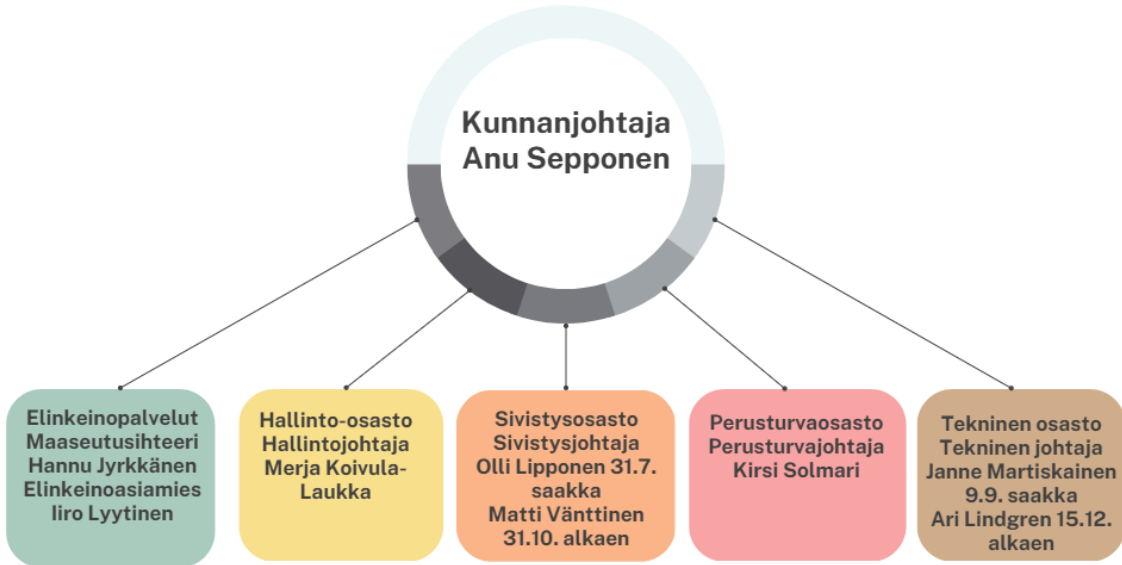 Kunnanjohtaja
Anu Sepponen
Elinkeinopalvelut
Maaseutusihteeri
Hannu Jyrkkänen
Elinkeinoasiamies
Iiro Lyytinen
Hallinto-osasto
Hallintojohtaja
Merja Koivula-
Laukka
Sivistysosasto
Sivistysjohtaja
Olli Lipponen 31.7.
saakka
Matti Vänttinen
31.10. alkaen
Perusturvaosasto
Perusturvajohtaja
Kirsi Solmari
Tekninen osasto
Tekninen johtaja
Janne Martiskainen
9.9. saakka
Ari Lindgren 15.12.
alkaen